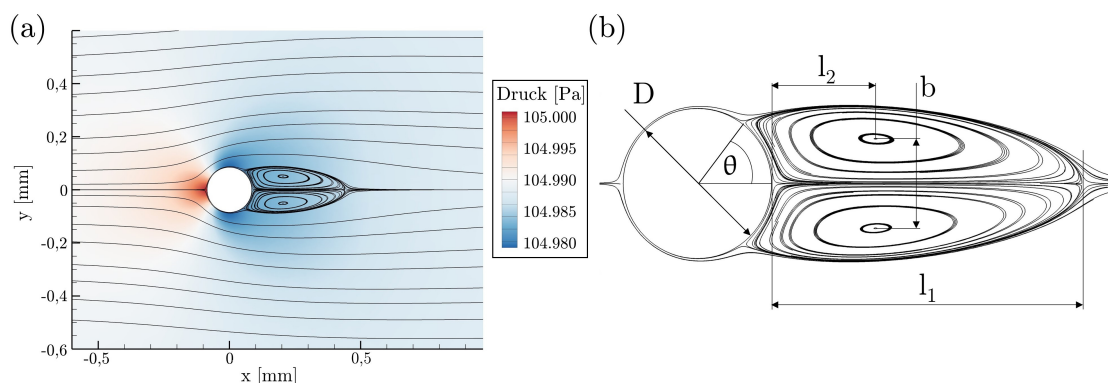 (a)
0,4
0,2
0
-0,2
-0,4
-0,6
y [mm]
-0,5
0
0,5
x [mm]
Druck [Pa]
105.000
104.995
104.990
104.985
104.980
(b)
l₂
b
D
θ
l₁